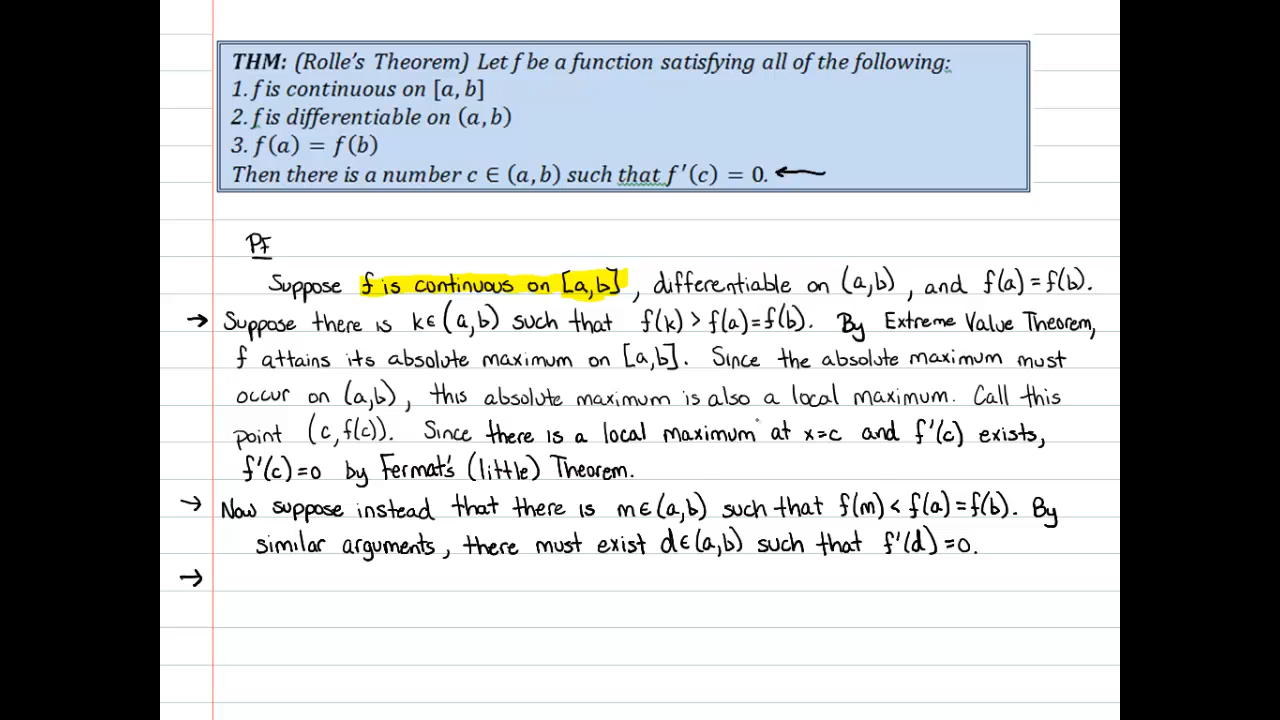 THM: (Rolle's Theorem) Let f be a function satisfying all of the following:
1. f is continuous on [a, b]
2. f is differentiable on (a, b)
3. f(a) = f(b)
Then there is a number c ∈ (a, b) such that f'(c) = 0. ←
Pf
Suppose f is continuous on [a,b], differentiable on (a,b), and f(a)=f(b).
→ Suppose there is k∈(a,b) such that f(k)>f(a)=f(b). By Extreme Value Theorem,
f attains its absolute maximum on [a,b]. Since the absolute maximum must
occur on (a,b), this absolute maximum is also a local maximum. Call this
point (c, f(c)). Since there is a local maximum at x=c and f'(c) exists,
f'(c)=0 by Fermat's (little) Theorem.
→ Now suppose instead that there is m∈(a,b) such that f(m)<f(a)=f(b). By
similar arguments, there must exist d∈(a,b) such that f'(d)=0.
→